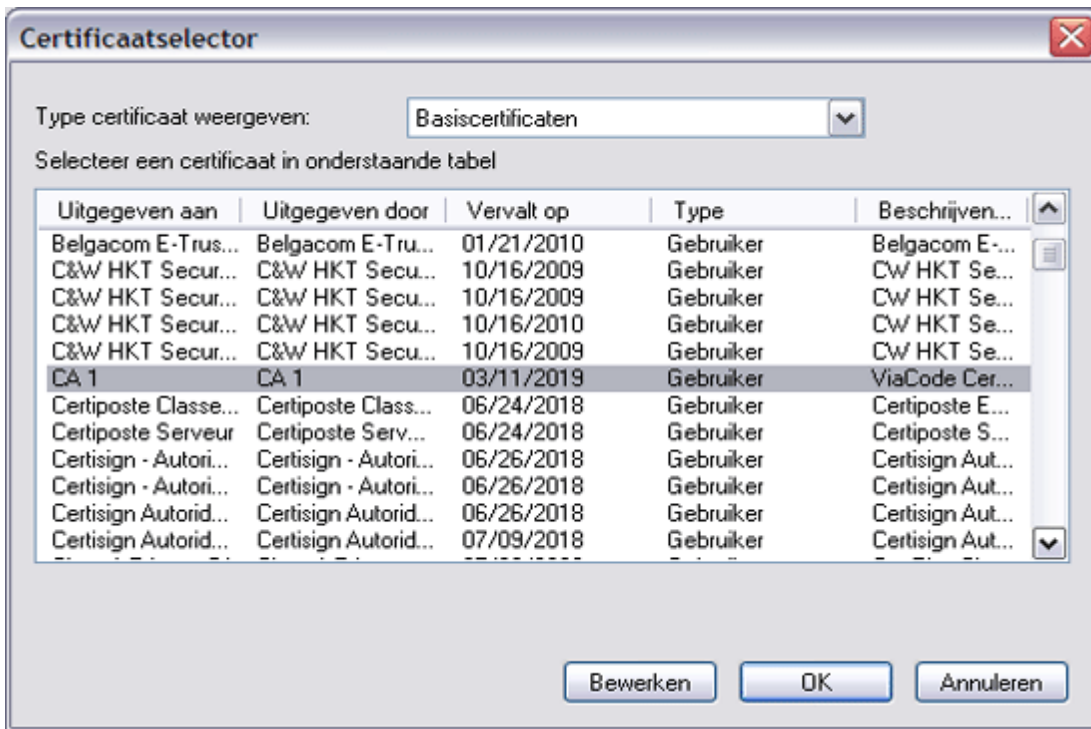 Certificaatselector
Type certificaat weergeven: Basiscertificaten
Selecteer een certificaat in onderstaande tabel
Uitgegeven aan Uitgegeven door Vervalt op Type Beschrijven...
Belgacom E-Trus... Belgacom E-Tru... 01/21/2010 Gebruiker Belgacom E-...
C&W HKT Secur... C&W HKT Secu... 10/16/2009 Gebruiker CW HKT Se...
C&W HKT Secur... C&W HKT Secu... 10/16/2009 Gebruiker CW HKT Se...
C&W HKT Secur... C&W HKT Secu... 10/16/2010 Gebruiker CW HKT Se...
C&W HKT Secur... C&W HKT Secu... 10/16/2009 Gebruiker CW HKT Se...
CA 1 CA 1 03/11/2019 Gebruiker ViaCode Cer...
Certiposte Classe... Certiposte Class... 06/24/2018 Gebruiker Certiposte E...
Certiposte Serveur Certiposte Serv... 06/24/2018 Gebruiker Certiposte S...
Certisign - Autori... Certisign - Autori... 06/26/2018 Gebruiker Certisign Aut...
Certisign - Autori... Certisign - Autori... 06/26/2018 Gebruiker Certisign Aut...
Certisign Autorid... Certisign Autorid... 06/26/2018 Gebruiker Certisign Aut...
Certisign Autorid... Certisign Autorid... 07/09/2018 Gebruiker Certisign Aut...
Bewerken OK Annuleren